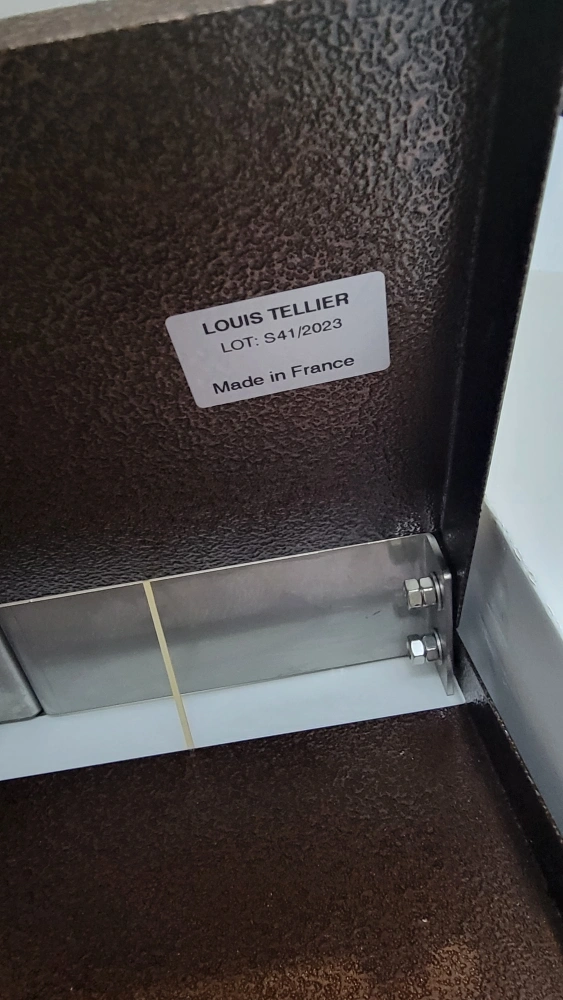 LOUIS TELLIER
LOT: S41/2023
Made in France